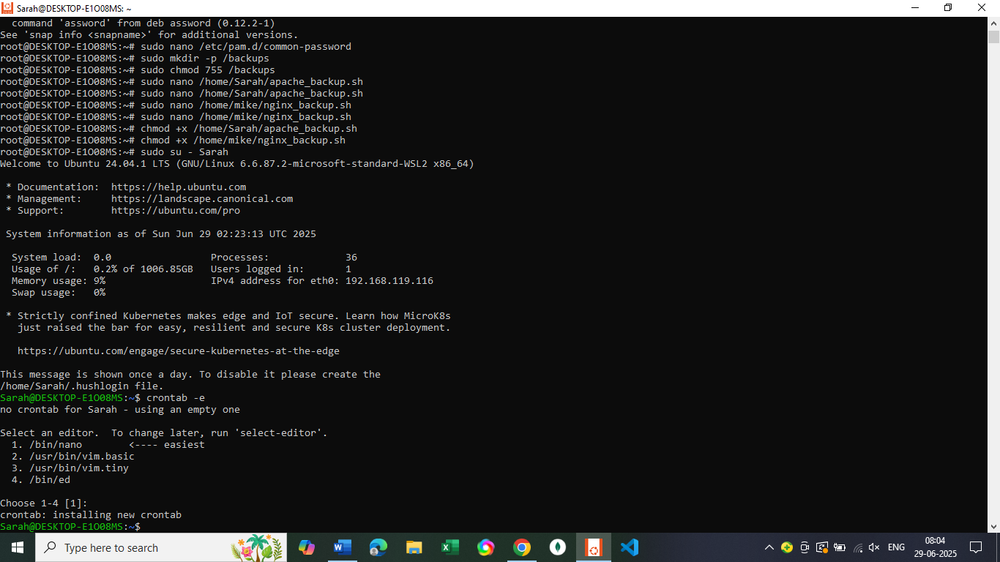 Sarah@DESKTOP-E1O08MS: ~
  command 'assword' from deb assword (0.12.2-1)
See 'snap info <snapname>' for additional versions.
root@DESKTOP-E1O08MS:~# sudo nano /etc/pam.d/common-password
root@DESKTOP-E1O08MS:~# sudo mkdir -p /backups
root@DESKTOP-E1O08MS:~# sudo chmod 755 /backups
root@DESKTOP-E1O08MS:~# sudo nano /home/Sarah/apache_backup.sh
root@DESKTOP-E1O08MS:~# sudo nano /home/Sarah/apache_backup.sh
root@DESKTOP-E1O08MS:~# sudo nano /home/mike/nginx_backup.sh
root@DESKTOP-E1O08MS:~# sudo nano /home/mike/nginx_backup.sh
root@DESKTOP-E1O08MS:~# chmod +x /home/Sarah/apache_backup.sh
root@DESKTOP-E1O08MS:~# chmod +x /home/mike/nginx_backup.sh
root@DESKTOP-E1O08MS:~# sudo su - Sarah
Welcome to Ubuntu 24.04.1 LTS (GNU/Linux 6.6.87.2-microsoft-standard-WSL2 x86_64)
 * Documentation:  https://help.ubuntu.com
 * Management:     https://landscape.canonical.com
 * Support:        https://ubuntu.com/pro
 System information as of Sun Jun 29 02:23:13 UTC 2025
  System load:  0.0                 Processes:             36
  Usage of /:   0.2% of 1006.85GB   Users logged in:       1
  Memory usage: 9%                  IPv4 address for eth0: 192.168.119.116
  Swap usage:   0%
 * Strictly confined Kubernetes makes edge and IoT secure. Learn how MicroK8s
   just raised the bar for easy, resilient and secure K8s cluster deployment.
   https://ubuntu.com/engage/secure-kubernetes-at-the-edge
This message is shown once a day. To disable it please create the
/home/Sarah/.hushlogin file.
Sarah@DESKTOP-E1O08MS:~$ crontab -e
no crontab for Sarah - using an empty one
Select an editor.  To change later, run 'select-editor'.
  1. /bin/nano        <---- easiest
  2. /usr/bin/vim.basic
  3. /usr/bin/vim.tiny
  4. /bin/ed
Choose 1-4 [1]:
crontab: installing new crontab
Sarah@DESKTOP-E1O08MS:~$
Type here to search
ENG
08:04
29-06-2025